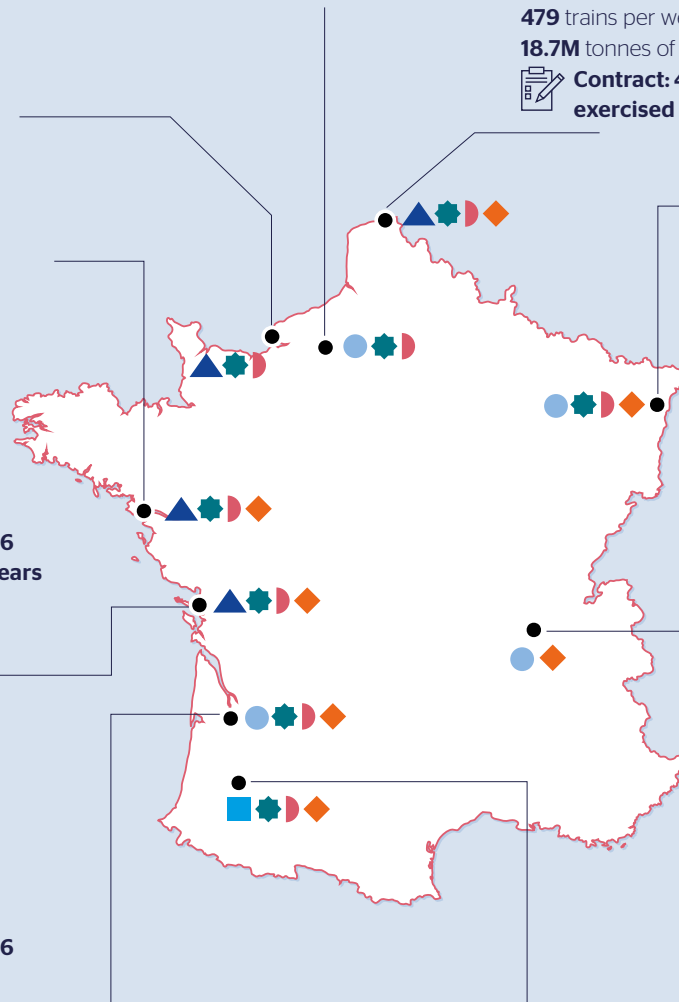 479 trains per we
18.7M tonnes of
Contract: 4
exercised
6
ears
6